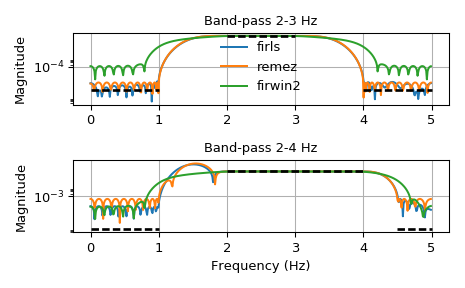 Band-pass 2-3 Hz
Magnitude
10⁻⁴
firls
remez
firwin2
0 1 2 3 4 5
Band-pass 2-4 Hz
Magnitude
10⁻³
0 1 2 3 4 5
Frequency (Hz)